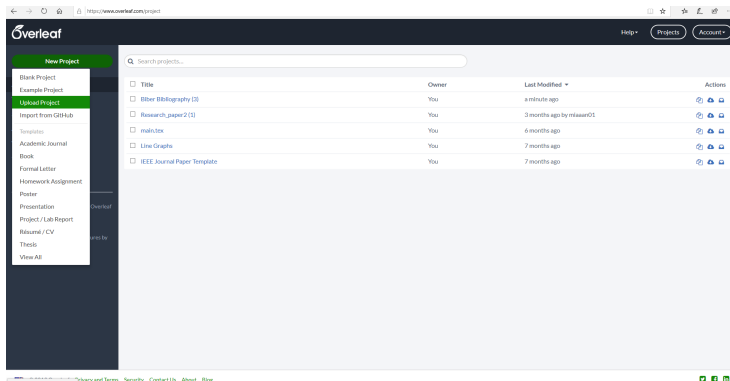 https://www.overleaf.com/project
Overleaf
Help
Projects
Account
New Project
Search projects...
Blank Project
Example Project
Upload Project
Import from GitHub
Templates
Academic Journal
Book
Formal Letter
Homework Assignment
Poster
Presentation
Project / Lab Report
Résumé / CV
Thesis
View All
Overleaf
ures by
Title Owner Last Modified Actions
Biber Bibliography (3) You a minute ago
Research_paper2 (1) You 3 months ago by
main.tex You 6 months ago
Line Graphs You 7 months ago
IEEE Journal Paper Template You 7 months ago
Privacy and Terms Security Contact Us About Blog